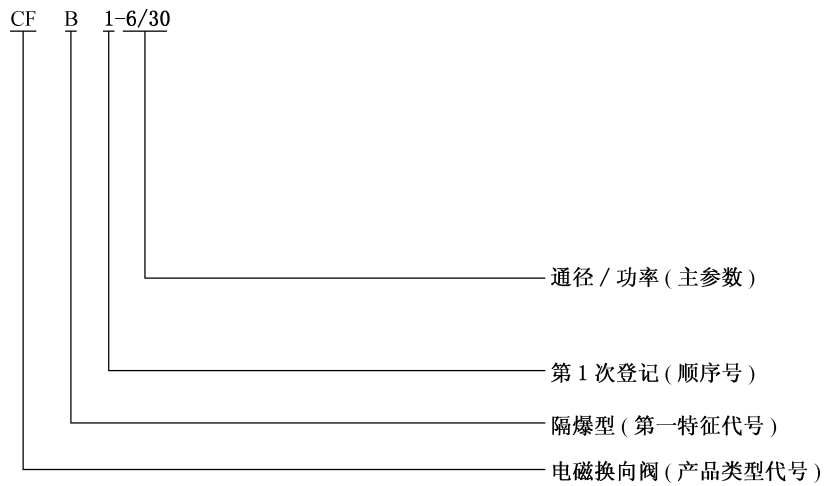 CF B 1-6/30
通径/功率(主参数)
第1次登记(顺序号)
隔爆型(第一特征代号)
电磁换向阀(产品类型代号)